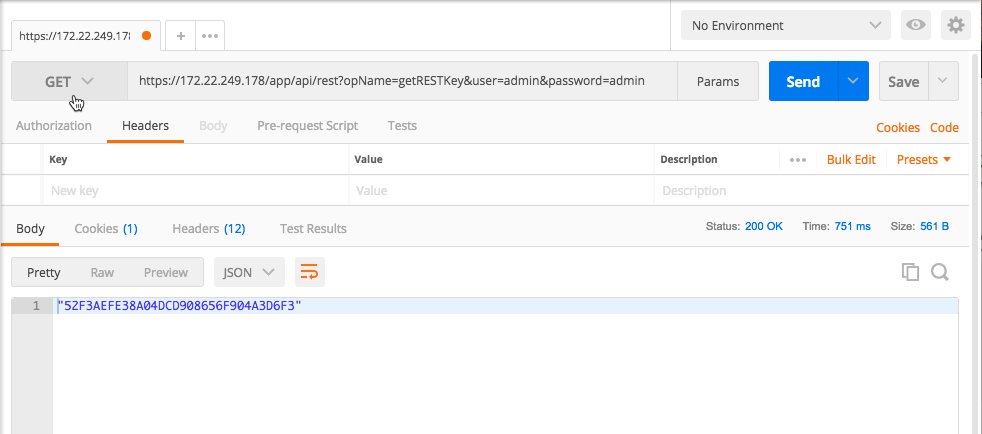 https://172.22.249.178
No Environment
GET
https://172.22.249.178/app/api/rest?opName=getRESTKey&user=admin&password=admin
Params
Send
Save
Authorization
Headers
Body
Pre-request Script
Tests
Cookies
Code
Key
Value
Description
Bulk Edit
Presets
New key
Value
Description
Body
Cookies (1)
Headers (12)
Test Results
Status: 200 OK
Time: 751 ms
Size: 561 B
Pretty
Raw
Preview
JSON
1
"52F3AEFE38A04DCD908656F904A3D6F3"